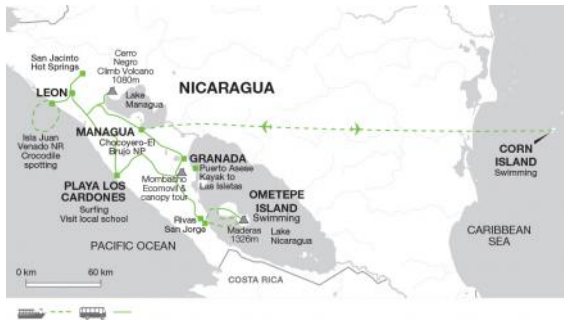 San Jacinto
Hot Springs
Cerro
Negro
Climb Volcano
1080m
LEON
Lake
Managua
NICARAGUA
MANAGUA
Chocoyero-El
Brujo NP
Isla Juan
Venado NR
Crocodile
spotting
GRANADA
Puerto Asese
Kayak to
Las Isletas
Mombacho
Ecomovil &
canopy tour
PLAYA LOS
CARDONES
Surfing
Visit local school
OMETEPE
ISLAND
Swimming
Maderas
1326m
Lake
Nicaragua
Rivas
San Jorge
CORN
ISLAND
Swimming
PACIFIC OCEAN
CARIBBEAN
SEA
COSTA RICA
0 km
60 km